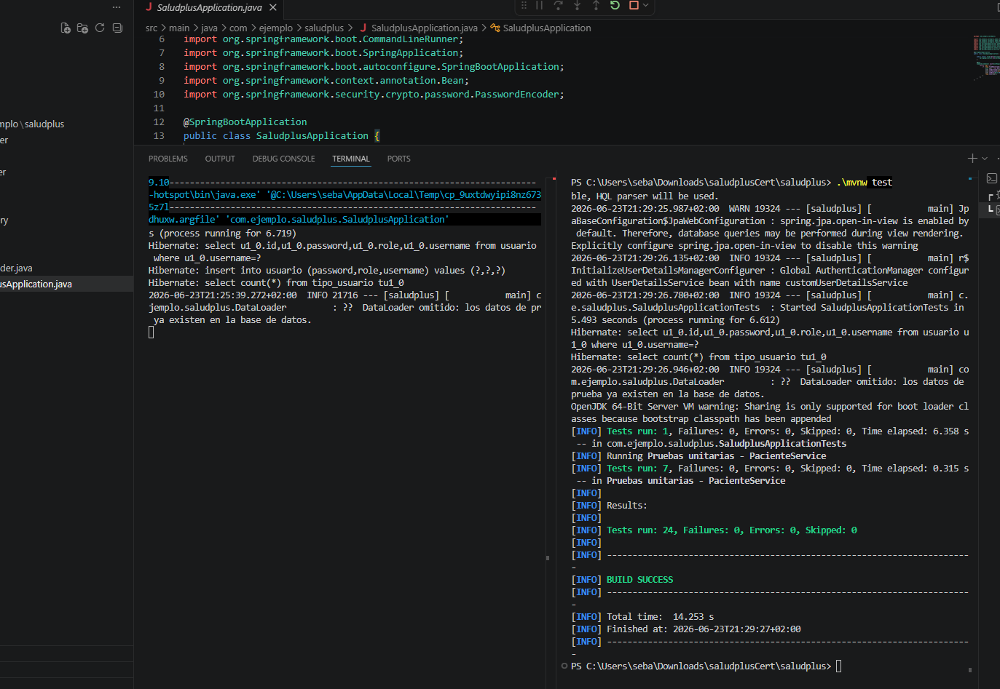 SaludplusApplication.java
src > main > java > com > ejemplo > saludplus > SaludplusApplication.java > SaludplusApplication
6 import org.springframework.boot.CommandLineRunner;
7 import org.springframework.boot.SpringApplication;
8 import org.springframework.boot.autoconfigure.SpringBootApplication;
9 import org.springframework.context.annotation.Bean;
10 import org.springframework.security.crypto.password.PasswordEncoder;
11
12 @SpringBootApplication
13 public class SaludplusApplication {
mplo\saludplus
er
er
ry
der.java
usApplication.java
PROBLEMS OUTPUT DEBUG CONSOLE TERMINAL PORTS
9.10----------------------------------------------------------------
-hotspot\bin\java.exe' '@C:\Users\seba\AppData\Local\Temp\cp_9uxtdwyipi8nz673
5z7l----------------------------------------------------------------
dhuxw.argfile' 'com.ejemplo.saludplus.SaludplusApplication'
s (process running for 6.719)
Hibernate: select u1_0.id,u1_0.password,u1_0.role,u1_0.username from usuario
where u1_0.username=?
Hibernate: insert into usuario (password,role,username) values (?,?,?)
Hibernate: select count(*) from tipo_usuario tu1_0
2026-06-23T21:25:39.272+02:00  INFO 21716 --- [saludplus] [           main] c
jemplo.saludplus.DataLoader        : ??  DataLoader omitido: los datos de pr
ya existen en la base de datos.
PS C:\Users\seba\Downloads\saludplusCert\saludplus> .\mvnw test
ble, HQL parser will be used.
2026-06-23T21:29:25.987+02:00  WARN 19324 --- [saludplus] [           main] Jp
aBaseConfiguration$JpaWebConfiguration : spring.jpa.open-in-view is enabled by
default. Therefore, database queries may be performed during view rendering.
Explicitly configure spring.jpa.open-in-view to disable this warning
2026-06-23T21:29:26.135+02:00  INFO 19324 --- [saludplus] [           main] r$
InitializeUserDetailsManagerConfigurer : Global AuthenticationManager configur
ed with UserDetailsService bean with name customUserDetailsService
2026-06-23T21:29:26.780+02:00  INFO 19324 --- [saludplus] [           main] c.
e.saludplus.SaludplusApplicationTests  : Started SaludplusApplicationTests in
5.493 seconds (process running for 6.612)
Hibernate: select u1_0.id,u1_0.password,u1_0.role,u1_0.username from usuario u
1_0 where u1_0.username=?
Hibernate: select count(*) from tipo_usuario tu1_0
2026-06-23T21:29:26.946+02:00  INFO 19324 --- [saludplus] [           main] co
m.ejemplo.saludplus.DataLoader         : ??  DataLoader omitido: los datos de
prueba ya existen en la base de datos.
OpenJDK 64-Bit Server VM warning: Sharing is only supported for boot loader cl
asses because bootstrap classpath has been appended
[INFO] Tests run: 1, Failures: 0, Errors: 0, Skipped: 0, Time elapsed: 6.358 s
-- in com.ejemplo.saludplus.SaludplusApplicationTests
[INFO] Running Pruebas unitarias - PacienteService
[INFO] Tests run: 7, Failures: 0, Errors: 0, Skipped: 0, Time elapsed: 0.315 s
-- in Pruebas unitarias - PacienteService
[INFO]
[INFO] Results:
[INFO]
[INFO] Tests run: 24, Failures: 0, Errors: 0, Skipped: 0
[INFO]
[INFO] -----------------------------------------------------------------------
-
[INFO] BUILD SUCCESS
[INFO] -----------------------------------------------------------------------
-
[INFO] Total time:  14.253 s
[INFO] Finished at: 2026-06-23T21:29:27+02:00
[INFO] -----------------------------------------------------------------------
-
PS C:\Users\seba\Downloads\saludplusCert\saludplus>